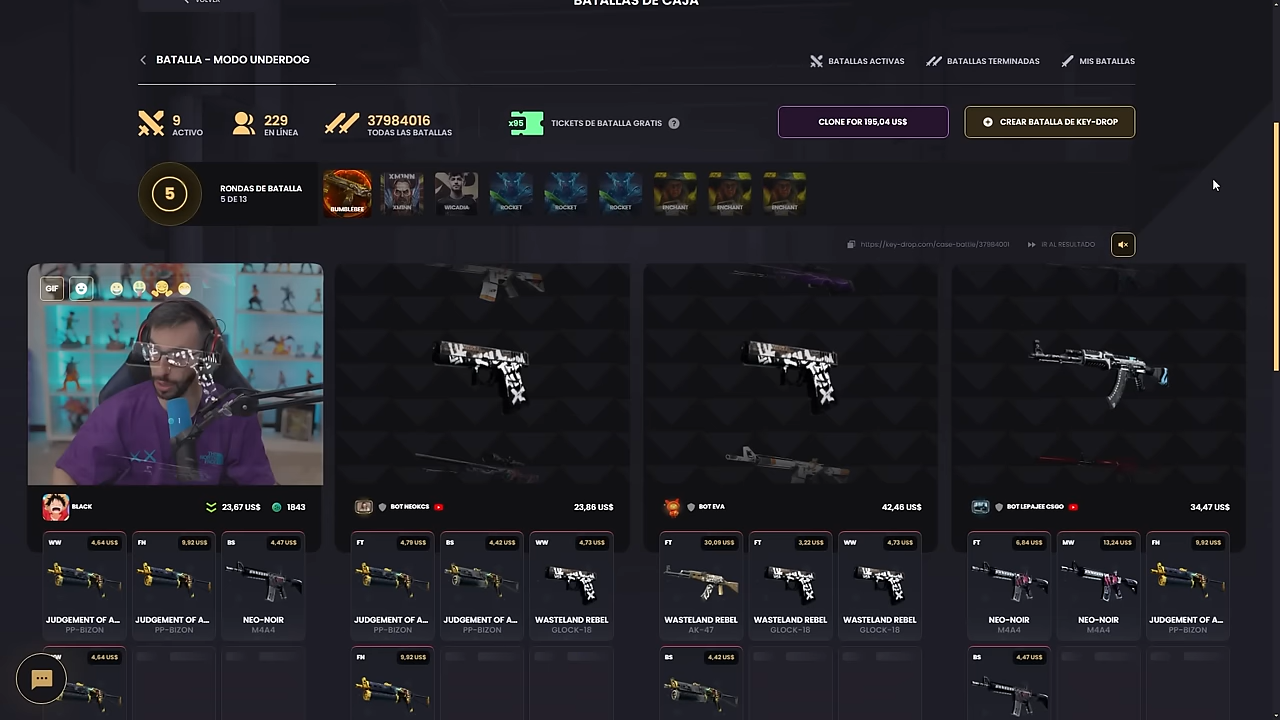 VOLVER
BATALLAS DE CAJA
BATALLA - MODO UNDERDOG
BATALLAS ACTIVAS
BATALLAS TERMINADAS
MIS BATALLAS
9
ACTIVO
229
EN LÍNEA
37984016
TODAS LAS BATALLAS
x95
TICKETS DE BATALLA GRATIS
?
CLONE FOR 195,04 US$
CREAR BATALLA DE KEY-DROP
5
RONDAS DE BATALLA
5 DE 13
BUMBLEBEE
WICADIA
ROCKET
ROCKET
ROCKET
ENCHANT
ENCHANT
ENCHANT
https://key-drop.com/case-battle/37984001
IR AL RESULTADO
GIF
BLACK
23,67 US$
1843
BOT NEOKCS
23,86 US$
BOT EVA
42,46 US$
BOT LEPAJEE CSGO
34,47 US$
WW 4,64 US$
FN 9,92 US$
BS 4,47 US$
FT 4,79 US$
BS 4,42 US$
WW 4,73 US$
FT 30,09 US$
FT 3,22 US$
WW 4,73 US$
FT 6,84 US$
MW 13,24 US$
FN 9,92 US$
JUDGEMENT OF A...
PP-BIZON
JUDGEMENT OF A...
PP-BIZON
NEO-NOIR
M4A4
JUDGEMENT OF A...
PP-BIZON
JUDGEMENT OF A...
PP-BIZON
WASTELAND REBEL
GLOCK-18
WASTELAND REBEL
AK-47
WASTELAND REBEL
GLOCK-18
WASTELAND REBEL
GLOCK-18
NEO-NOIR
M4A4
NEO-NOIR
M4A4
JUDGEMENT OF A...
PP-BIZON
4,64 US$
FN 9,92 US$
BS 4,42 US$
BS 4,47 US$